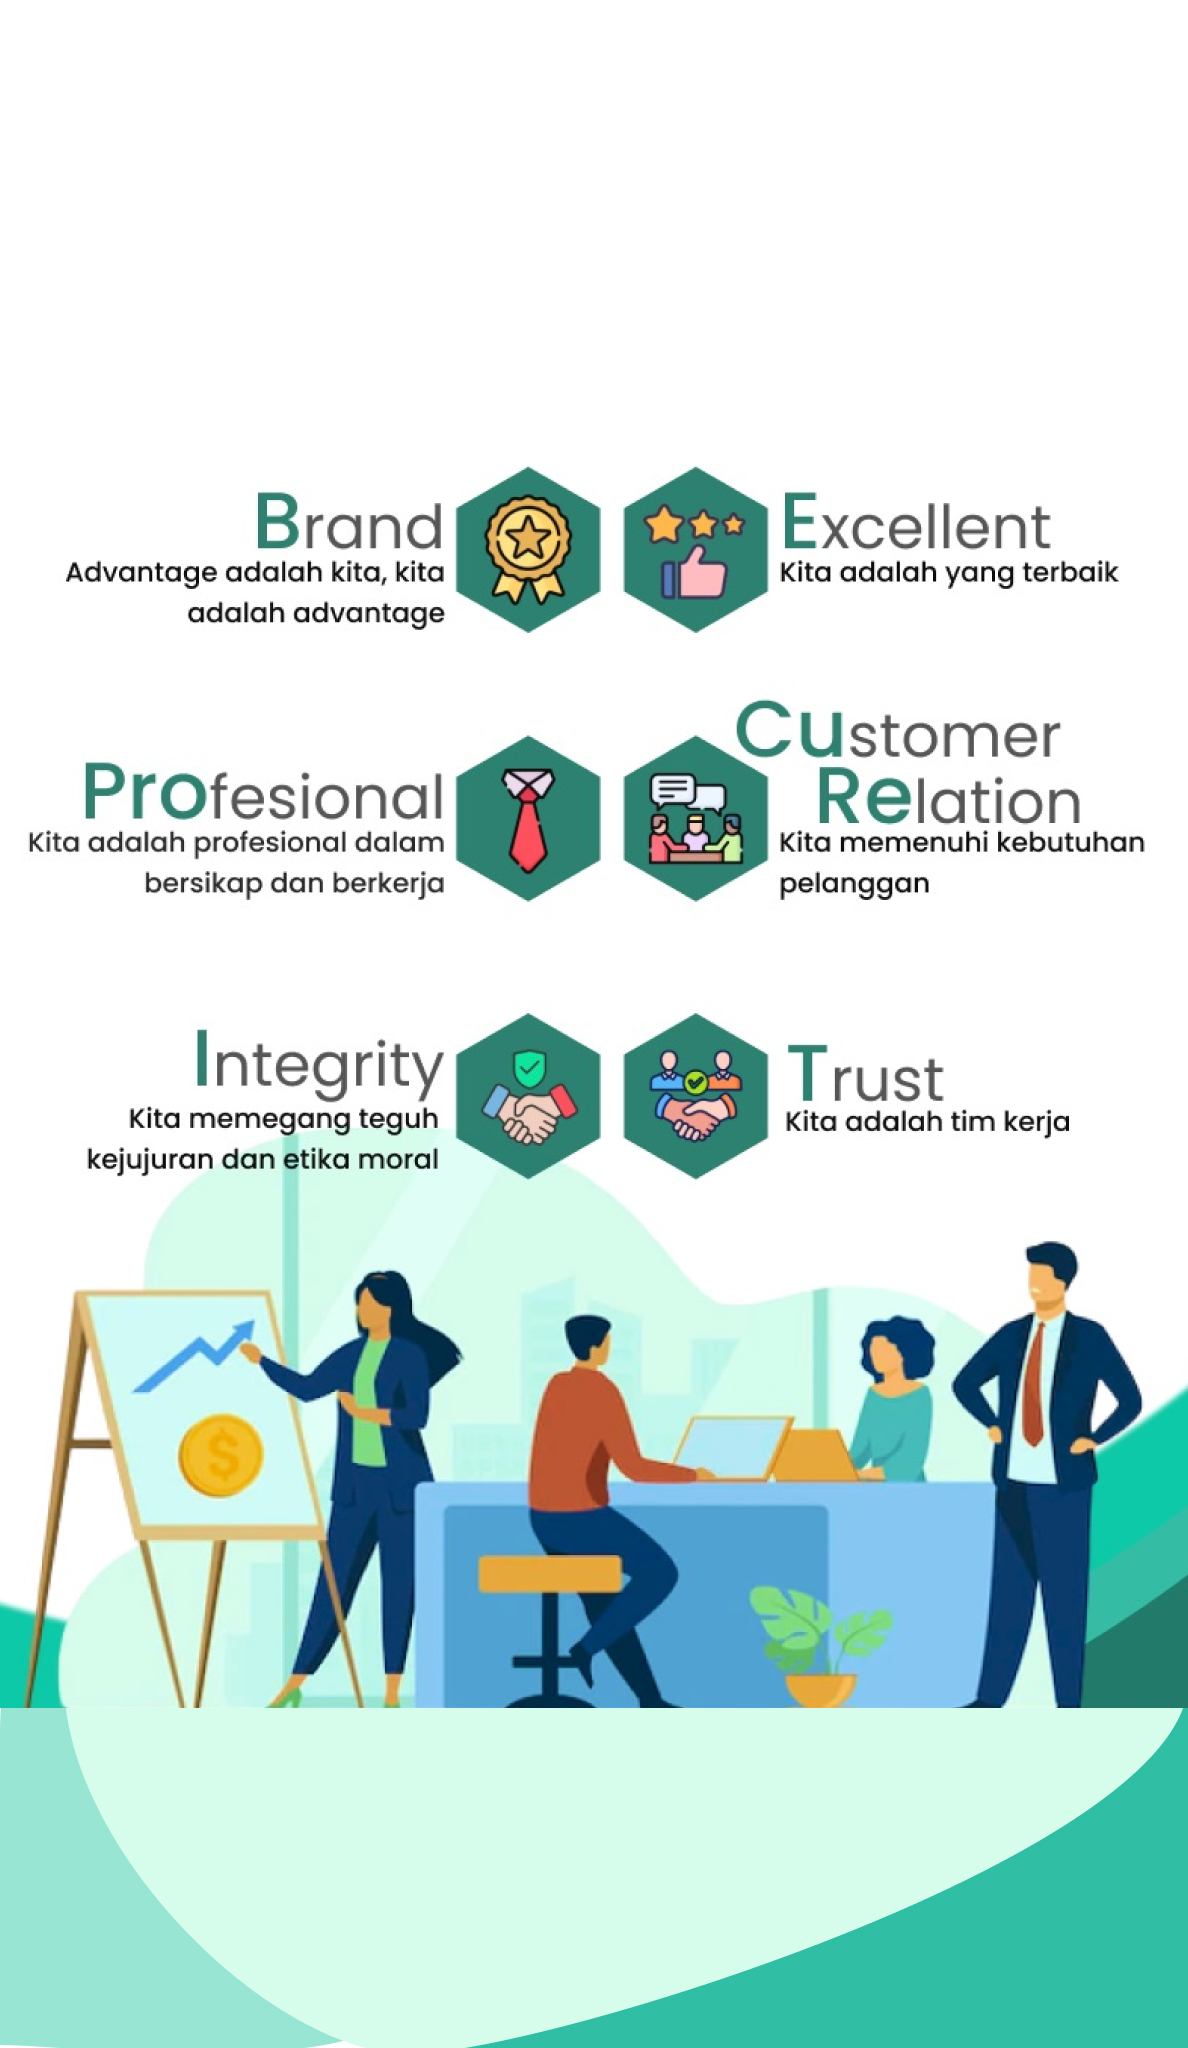 Brand
Advantage adalah kita, kita
adalah advantage
Excellent
Kita adalah yang terbaik
Profesional
Kita adalah profesional dalam
bersikap dan berkerja
Customer
Relation
Kita memenuhi kebutuhan
pelanggan
Integrity
Kita memegang teguh
kejujuran dan etika moral
Trust
Kita adalah tim kerja
$